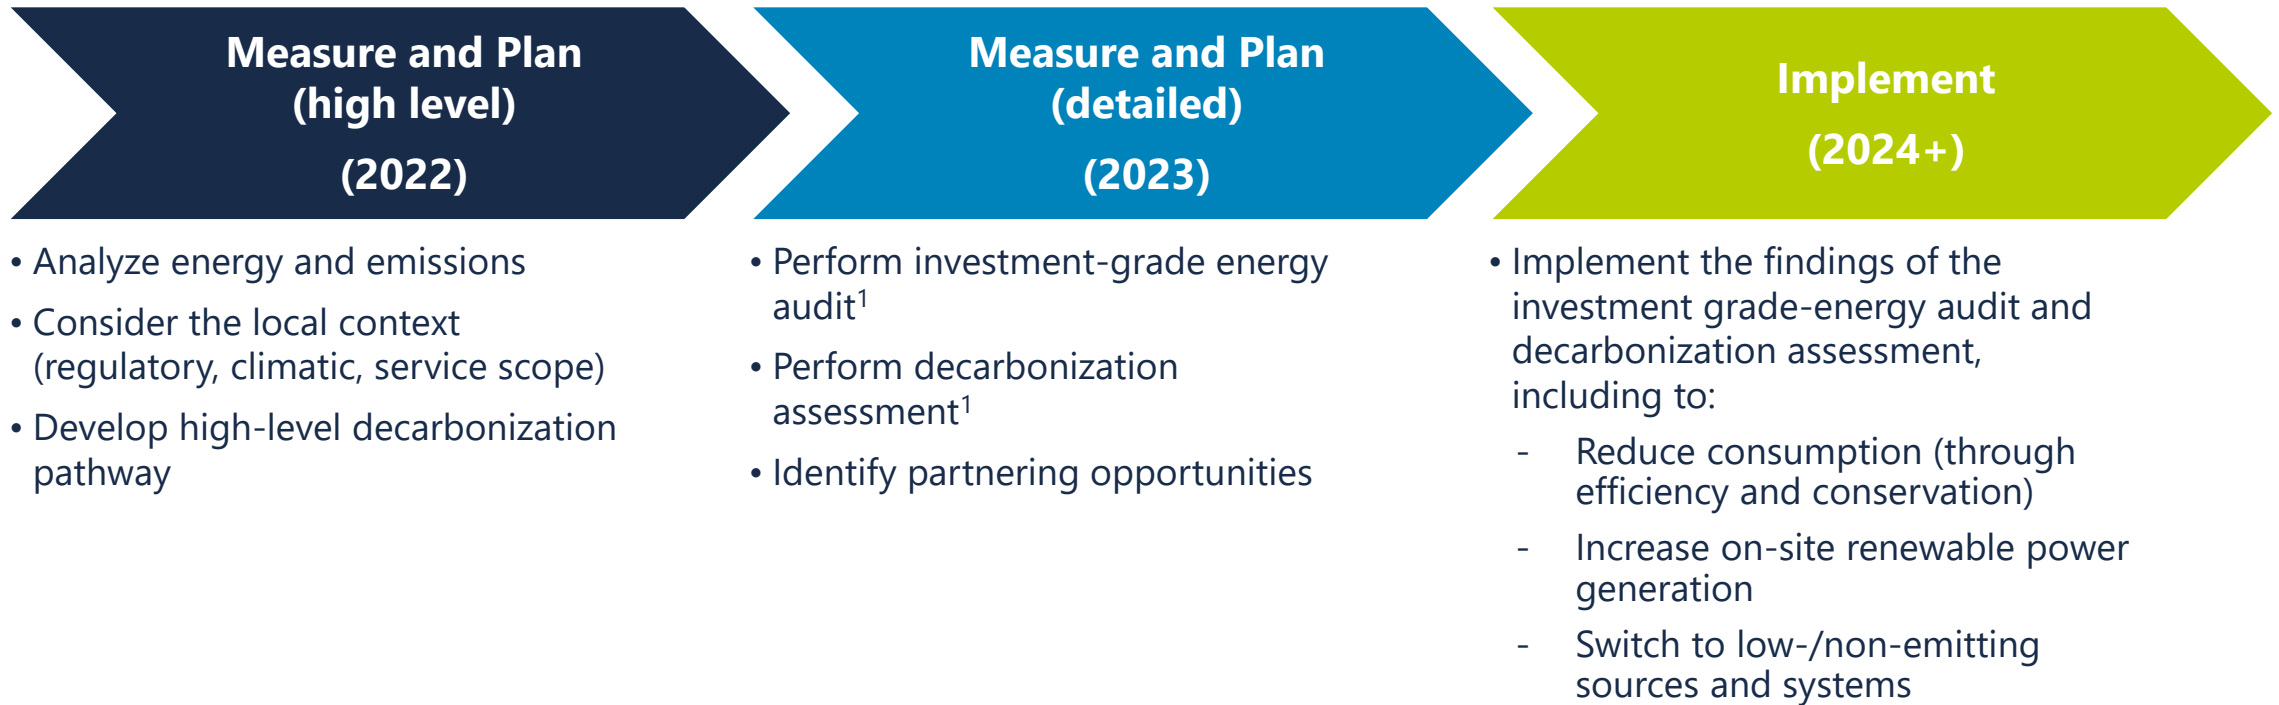 Measure and Plan
(high level)
(2022)
• Analyze energy and emissions
• Consider the local context
(regulatory, climatic, service scope)
• Develop high-level decarbonization
pathway
Measure and Plan
(detailed)
(2023)
• Perform investment-grade energy
audit¹
• Perform decarbonization
assessment¹
• Identify partnering opportunities
Implement
(2024+)
• Implement the findings of the
investment grade-energy audit and
decarbonization assessment,
including to:
- Reduce consumption (through
efficiency and conservation)
- Increase on-site renewable power
generation
- Switch to low-/non-emitting
sources and systems